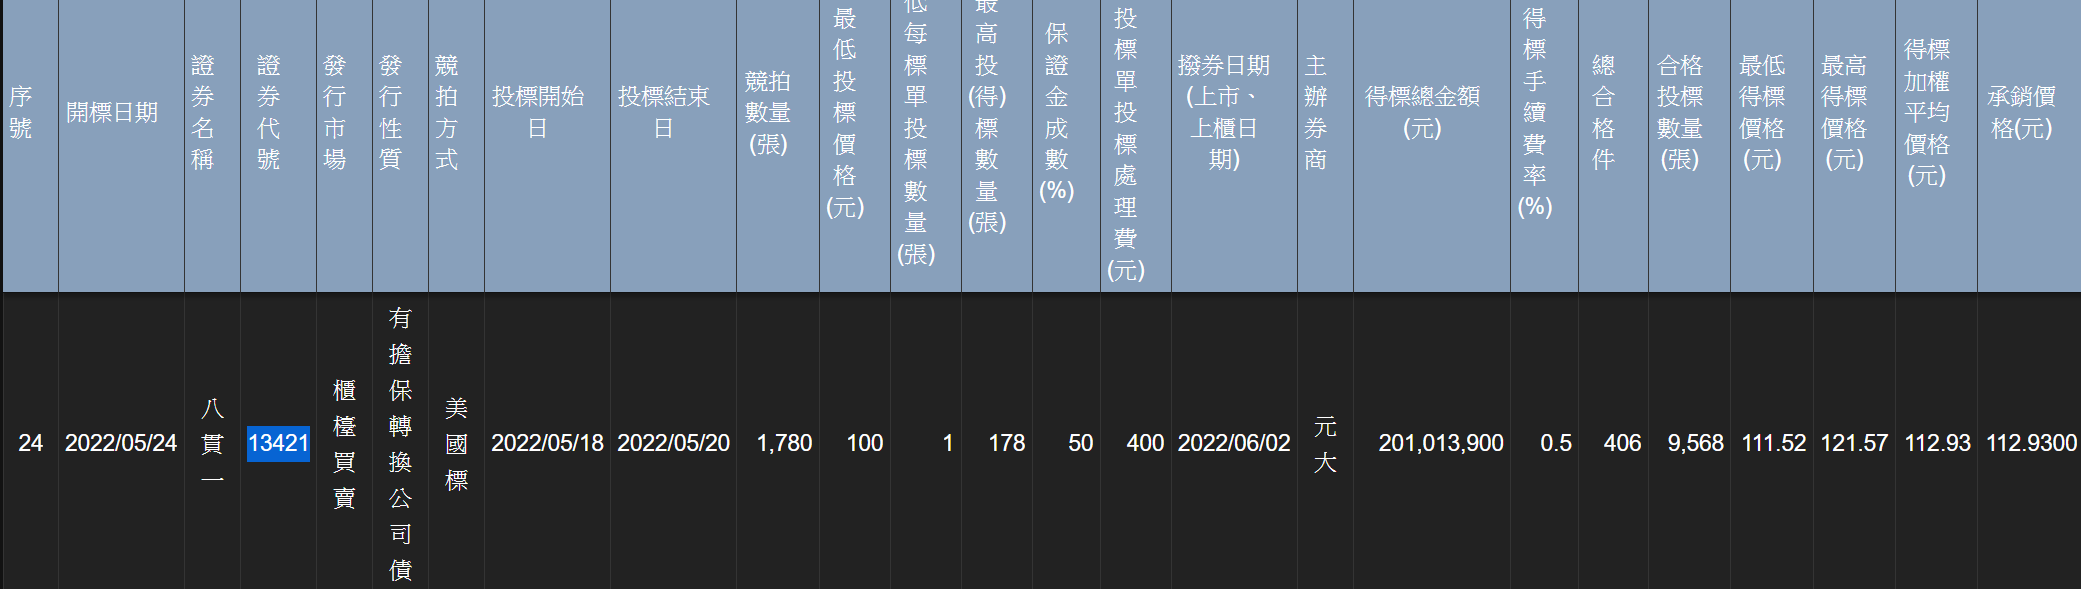 序號
開標日期
證券名稱
證券代號
發行市場
發行性質
競拍方式
投標開始
日
投標結束
日
競拍
數量
(張)
最低投標價格
(元)
低每標單投標數量
(張)
最高投
(得)
標數量
(張)
保證金成數
(%)
投標單投標處理費
(元)
撥券日期
(上市、
上櫃日
期)
主辦券商
得標總金額
(元)
得標手續費率
(%)
總合格件
合格
投標
數量
(張)
最低
得標
價格
(元)
最高
得標
價格
(元)
得標
加權
平均
價格
(元)
承銷價
格(元)
24
2022/05/24
八貫一
13421
櫃檯買賣
有擔保轉換公司債
美國標
2022/05/18
2022/05/20
1,780
100
1
178
50
400
2022/06/02
元大
201,013,900
0.5
406
9,568
111.52
121.57
112.93
112.9300